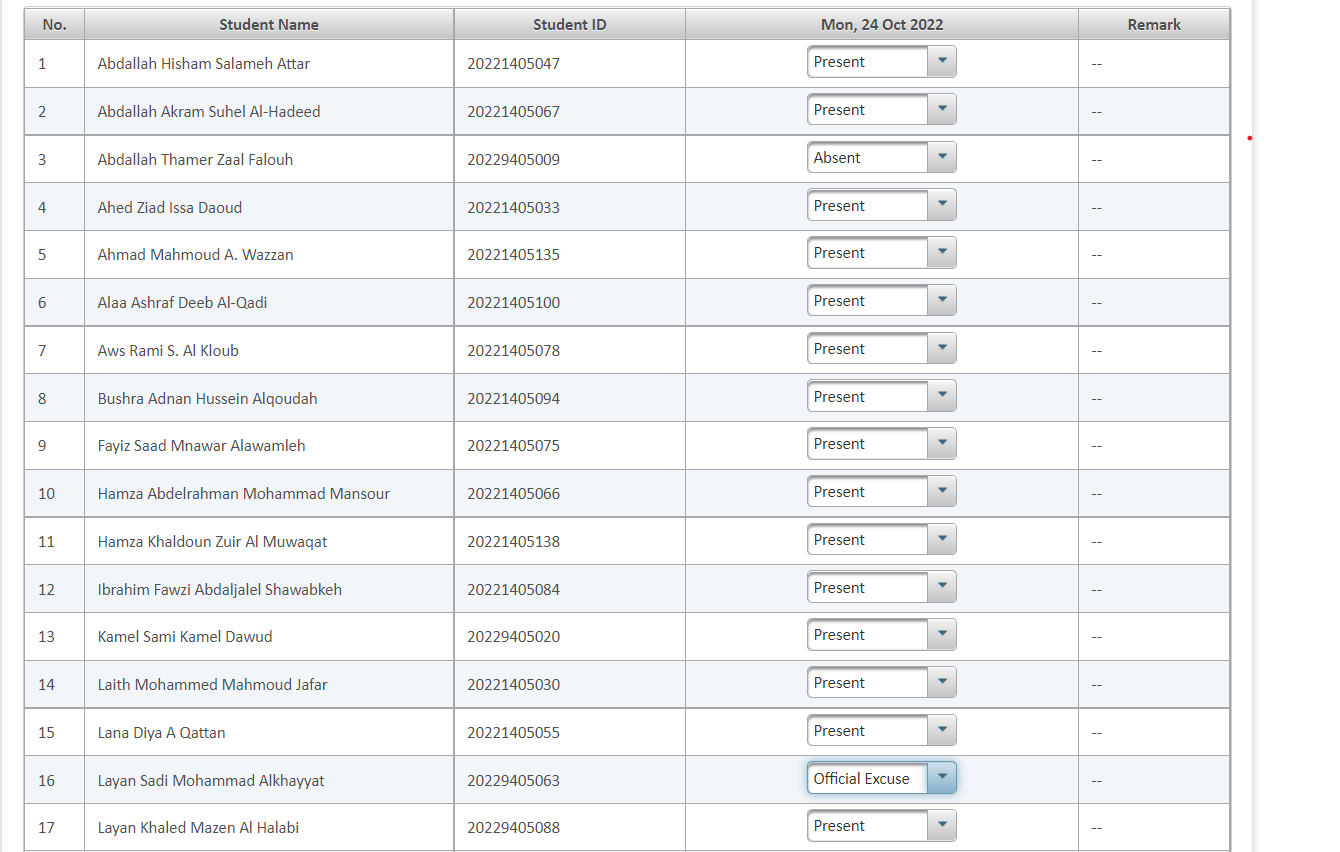 No. Student Name Student ID Mon, 24 Oct 2022 Remark
1 Abdallah Hisham Salameh Attar 20221405047 Present --
2 Abdallah Akram Suhel Al-Hadeed 20221405067 Present --
3 Abdallah Thamer Zaal Falouh 20229405009 Absent --
4 Ahed Ziad Issa Daoud 20221405033 Present --
5 Ahmad Mahmoud A. Wazzan 20221405135 Present --
6 Alaa Ashraf Deeb Al-Qadi 20221405100 Present --
7 Aws Rami S. Al Kloub 20221405078 Present --
8 Bushra Adnan Hussein Alqoudah 20221405094 Present --
9 Fayiz Saad Mnawar Alawamleh 20221405075 Present --
10 Hamza Abdelrahman Mohammad Mansour 20221405066 Present --
11 Hamza Khaldoun Zuir Al Muwaqat 20221405138 Present --
12 Ibrahim Fawzi Abdaljalel Shawabkeh 20221405084 Present --
13 Kamel Sami Kamel Dawud 20229405020 Present --
14 Laith Mohammed Mahmoud Jafar 20221405030 Present --
15 Lana Diya A Qattan 20221405055 Present --
16 Layan Sadi Mohammad Alkhayyat 20229405063 Official Excuse --
17 Layan Khaled Mazen Al Halabi 20229405088 Present --